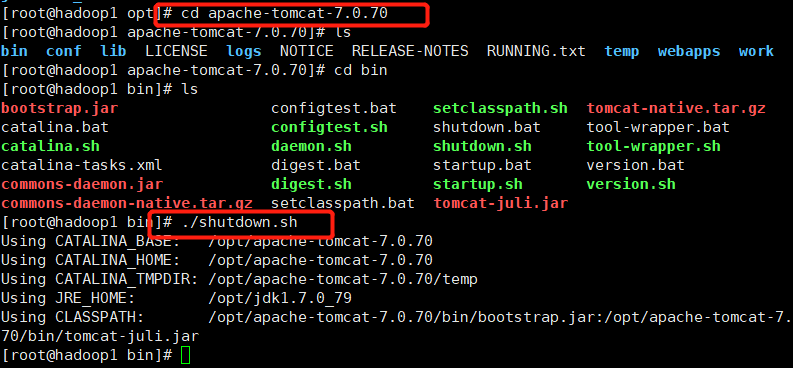 [root@hadoop1 opt]# cd apache-tomcat-7.0.70
[root@hadoop1 apache-tomcat-7.0.70]# ls
bin  conf  lib  LICENSE  logs  NOTICE  RELEASE-NOTES  RUNNING.txt  temp  webapps  work
[root@hadoop1 apache-tomcat-7.0.70]# cd bin
[root@hadoop1 bin]# ls
bootstrap.jar                 configtest.bat    setclasspath.sh  tomcat-native.tar.gz
catalina.bat                  configtest.sh     shutdown.bat     tool-wrapper.bat
catalina.sh                   daemon.sh         shutdown.sh      tool-wrapper.sh
catalina-tasks.xml            digest.bat        startup.bat      version.bat
commons-daemon.jar            digest.sh         startup.sh       version.sh
commons-daemon-native.tar.gz  setclasspath.bat  tomcat-juli.jar
[root@hadoop1 bin]# ./shutdown.sh
Using CATALINA_BASE:   /opt/apache-tomcat-7.0.70
Using CATALINA_HOME:   /opt/apache-tomcat-7.0.70
Using CATALINA_TMPDIR: /opt/apache-tomcat-7.0.70/temp
Using JRE_HOME:        /opt/jdk1.7.0_79
Using CLASSPATH:       /opt/apache-tomcat-7.0.70/bin/bootstrap.jar:/opt/apache-tomcat-7.0.
70/bin/tomcat-juli.jar
[root@hadoop1 bin]#